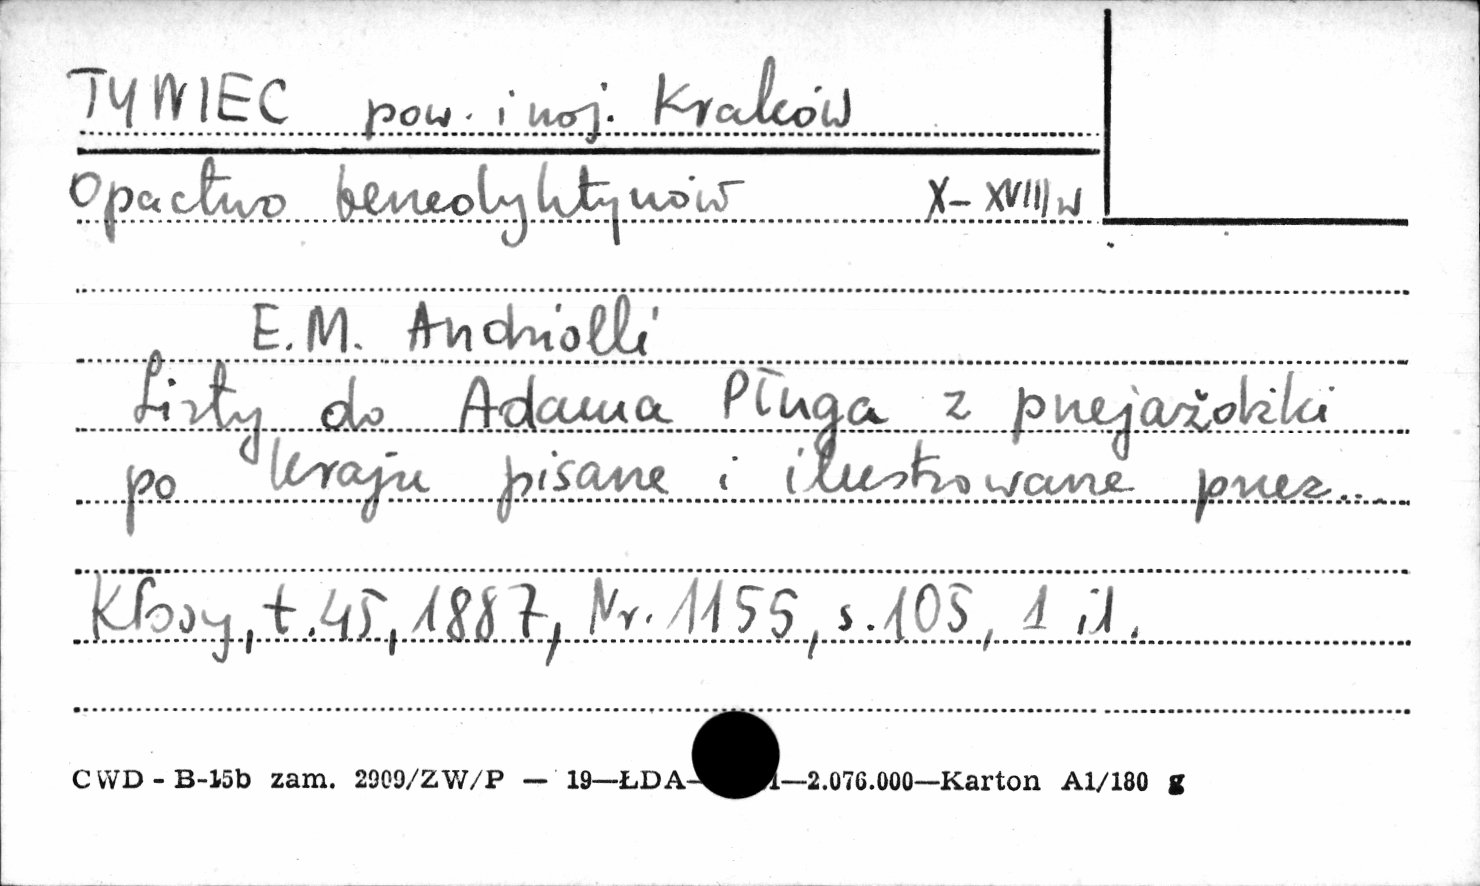 TYNIEC pow. i woj. Kraków
Opactwo benedyktynów X-XVIII w
E.M. Andriolli
Listy do Adama Pługa z przejażdżki
po kraju pisane i ilustrowane przez...
Kłosy, t.45, 1887, Nr. 1155, s.105, 1 il.
CWD - B-15b zam. 2909/ZW/P — 19—ŁDA— —2.076.000—Karton A1/180 g